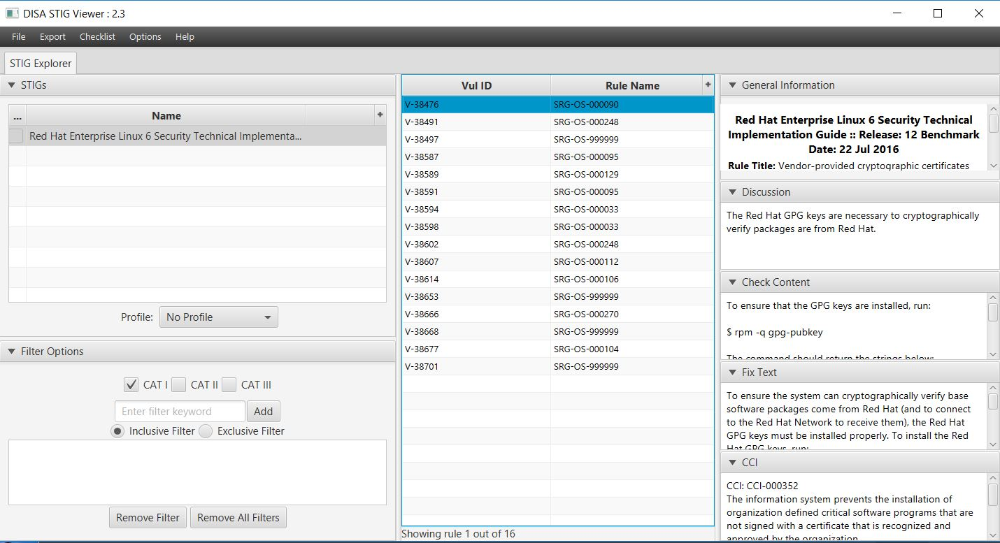 DISA STIG Viewer : 2.3
File Export Checklist Options Help
STIG Explorer
STIGs
... Name +
Red Hat Enterprise Linux 6 Security Technical Implementa...
Profile: No Profile
Filter Options
CAT I CAT II CAT III
Enter filter keyword Add
Inclusive Filter Exclusive Filter
Remove Filter Remove All Filters
Vul ID Rule Name +
V-38476 SRG-OS-000090
V-38491 SRG-OS-000248
V-38497 SRG-OS-999999
V-38587 SRG-OS-000095
V-38589 SRG-OS-000129
V-38591 SRG-OS-000095
V-38594 SRG-OS-000033
V-38598 SRG-OS-000033
V-38602 SRG-OS-000248
V-38607 SRG-OS-000112
V-38614 SRG-OS-000106
V-38653 SRG-OS-999999
V-38666 SRG-OS-000270
V-38668 SRG-OS-999999
V-38677 SRG-OS-000104
V-38701 SRG-OS-999999
Showing rule 1 out of 16
General Information
Red Hat Enterprise Linux 6 Security Technical
Implementation Guide :: Release: 12 Benchmark
Date: 22 Jul 2016
Rule Title: Vendor-provided cryptographic certificates
Discussion
The Red Hat GPG keys are necessary to cryptographically
verify packages are from Red Hat.
Check Content
To ensure that the GPG keys are installed, run:
$ rpm -q gpg-pubkey
The command should return the strings below:
Fix Text
To ensure the system can cryptographically verify base
software packages come from Red Hat (and to connect
to the Red Hat Network to receive them), the Red Hat
GPG keys must be installed properly. To install the Red
Hat GPG keys, run:
CCI
CCI: CCI-000352
The information system prevents the installation of
organization defined critical software programs that are
not signed with a certificate that is recognized and
approved by the organization.